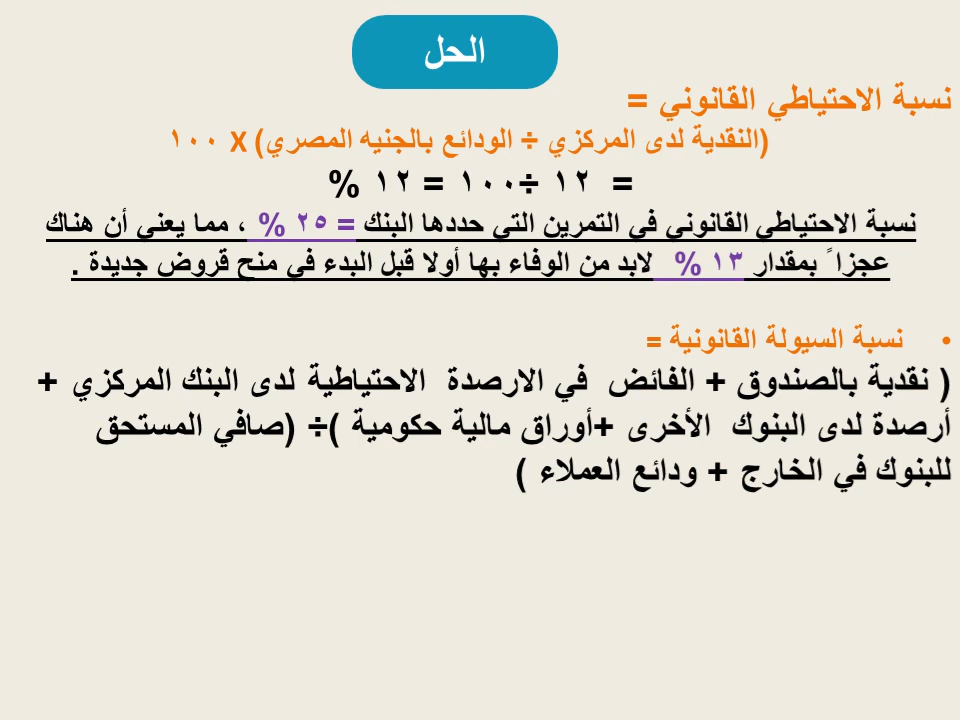 الحل
نسبة الاحتياطي القانوني =
(النقدية لدى المركزي ÷ الودائع بالجنيه المصري) x ١٠٠
= ١٢ ÷١٠٠ = ١٢ %
نسبة الاحتياطي القانوني في التمرين التي حددها البنك = ٢٥ % ، مما يعني أن هناك
عجزا ً بمقدار ١٣ % لابد من الوفاء بها أولا قبل البدء في منح قروض جديدة .
• نسبة السيولة القانونية =
( نقدية بالصندوق + الفائض في الارصدة الاحتياطية لدى البنك المركزي +
أرصدة لدى البنوك الأخرى +أوراق مالية حكومية )÷ (صافي المستحق
للبنوك في الخارج + ودائع العملاء )